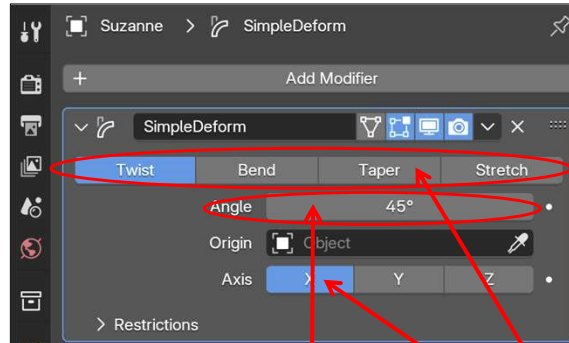 Suzanne > SimpleDeform
+ Add Modifier
SimpleDeform
Twist Bend Taper Stretch
Angle 45°
Origin Object
Axis X Y Z
> Restrictions